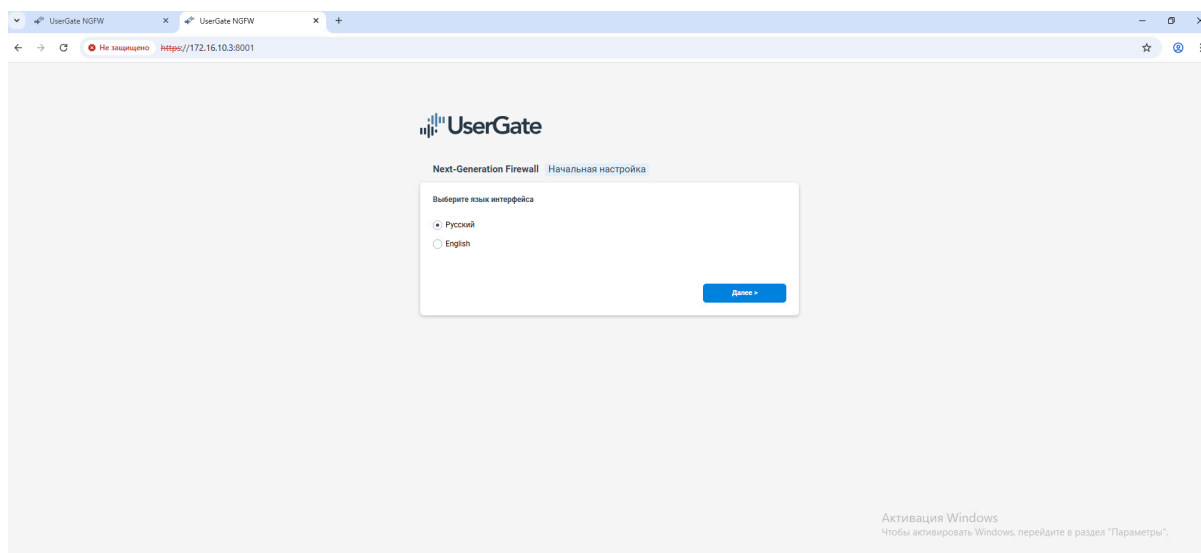 UserGate NGFW
UserGate NGFW
Не защищено https://172.16.10.3:8001
UserGate
Next-Generation Firewall Начальная настройка
Выберите язык интерфейса
Русский
English
Далее >
Активация Windows
Чтобы активировать Windows, перейдите в раздел "Параметры".